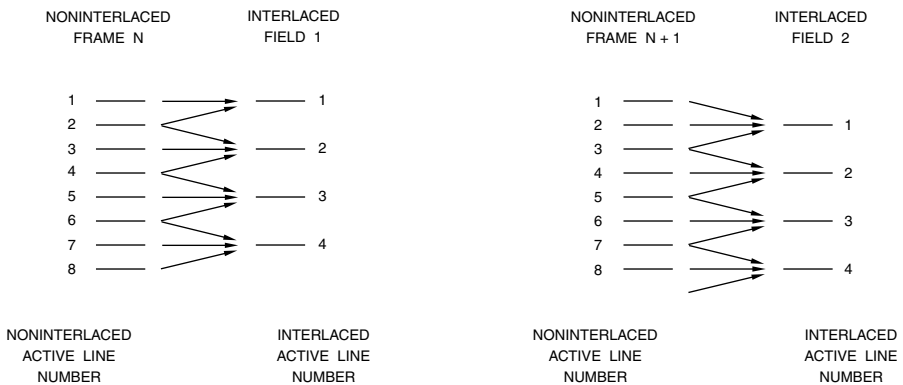 NONINTERLACED
FRAME N
INTERLACED
FIELD 1
1
2
3
4
5
6
7
8
1
2
3
4
NONINTERLACED
ACTIVE LINE
NUMBER
INTERLACED
ACTIVE LINE
NUMBER
NONINTERLACED
FRAME N + 1
INTERLACED
FIELD 2
1
2
3
4
5
6
7
8
1
2
3
4
NONINTERLACED
ACTIVE LINE
NUMBER
INTERLACED
ACTIVE LINE
NUMBER